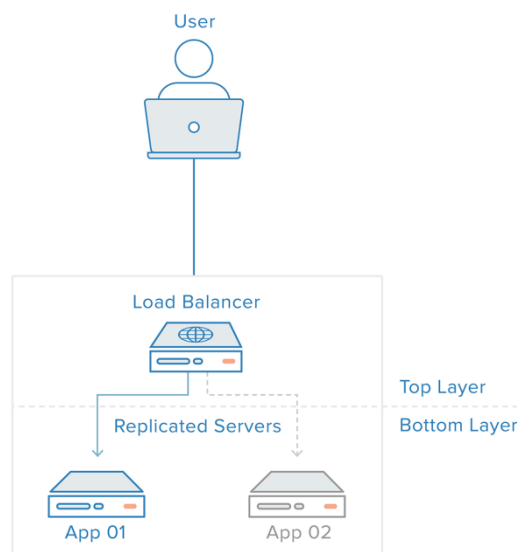 User
Load Balancer
Top Layer
Replicated Servers
Bottom Layer
App 01
App 02